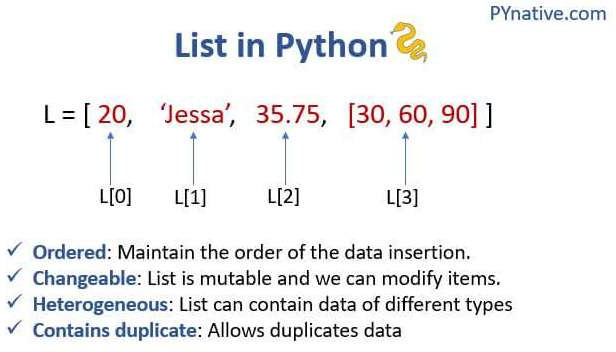 PYnative.com
List in Python
L = [ 20, ‘Jessa’, 35.75, [30, 60, 90] ]
L[0] L[1] L[2] L[3]
✓ Ordered: Maintain the order of the data insertion.
✓ Changeable: List is mutable and we can modify items.
✓ Heterogeneous: List can contain data of different types
✓ Contains duplicate: Allows duplicates data